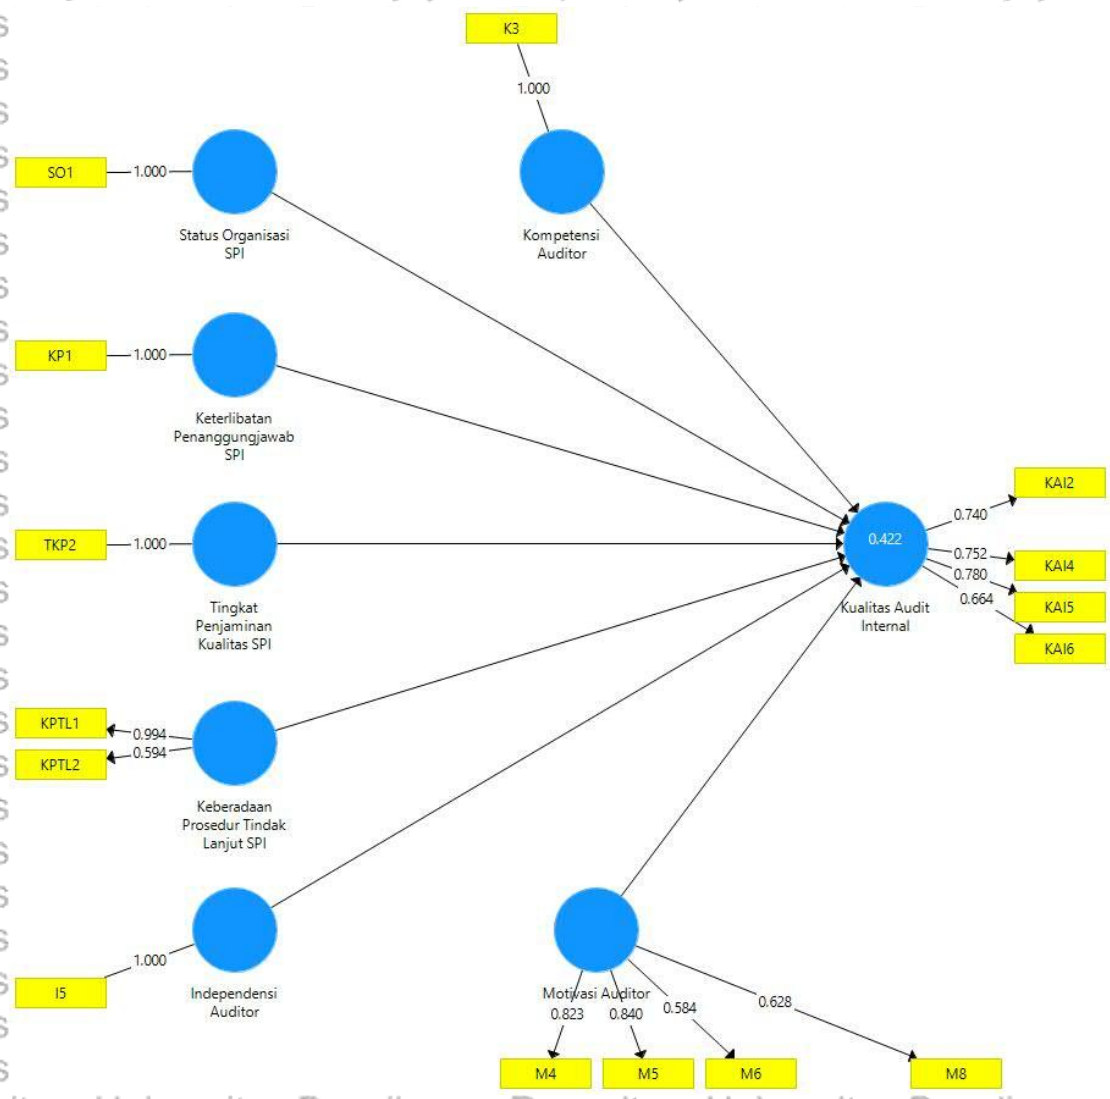 K3
1.000
SO1
1.000
Status Organisasi
SPI
Kompetensi
Auditor
KP1
1.000
Keterlibatan
Penanggungjawab
SPI
TKP2
1.000
Tingkat
Penjaminan
Kualitas SPI
0.422
Kualitas Audit
Internal
0.740
KAI2
0.752
KAI4
0.780
KAI5
0.664
KAI6
KPTL1
0.994
KPTL2
0.594
Keberadaan
Prosedur Tindak
Lanjut SPI
1.000
I5
Independensi
Auditor
Motivasi Auditor
0.823
0.840
0.584
0.628
M4
M5
M6
M8